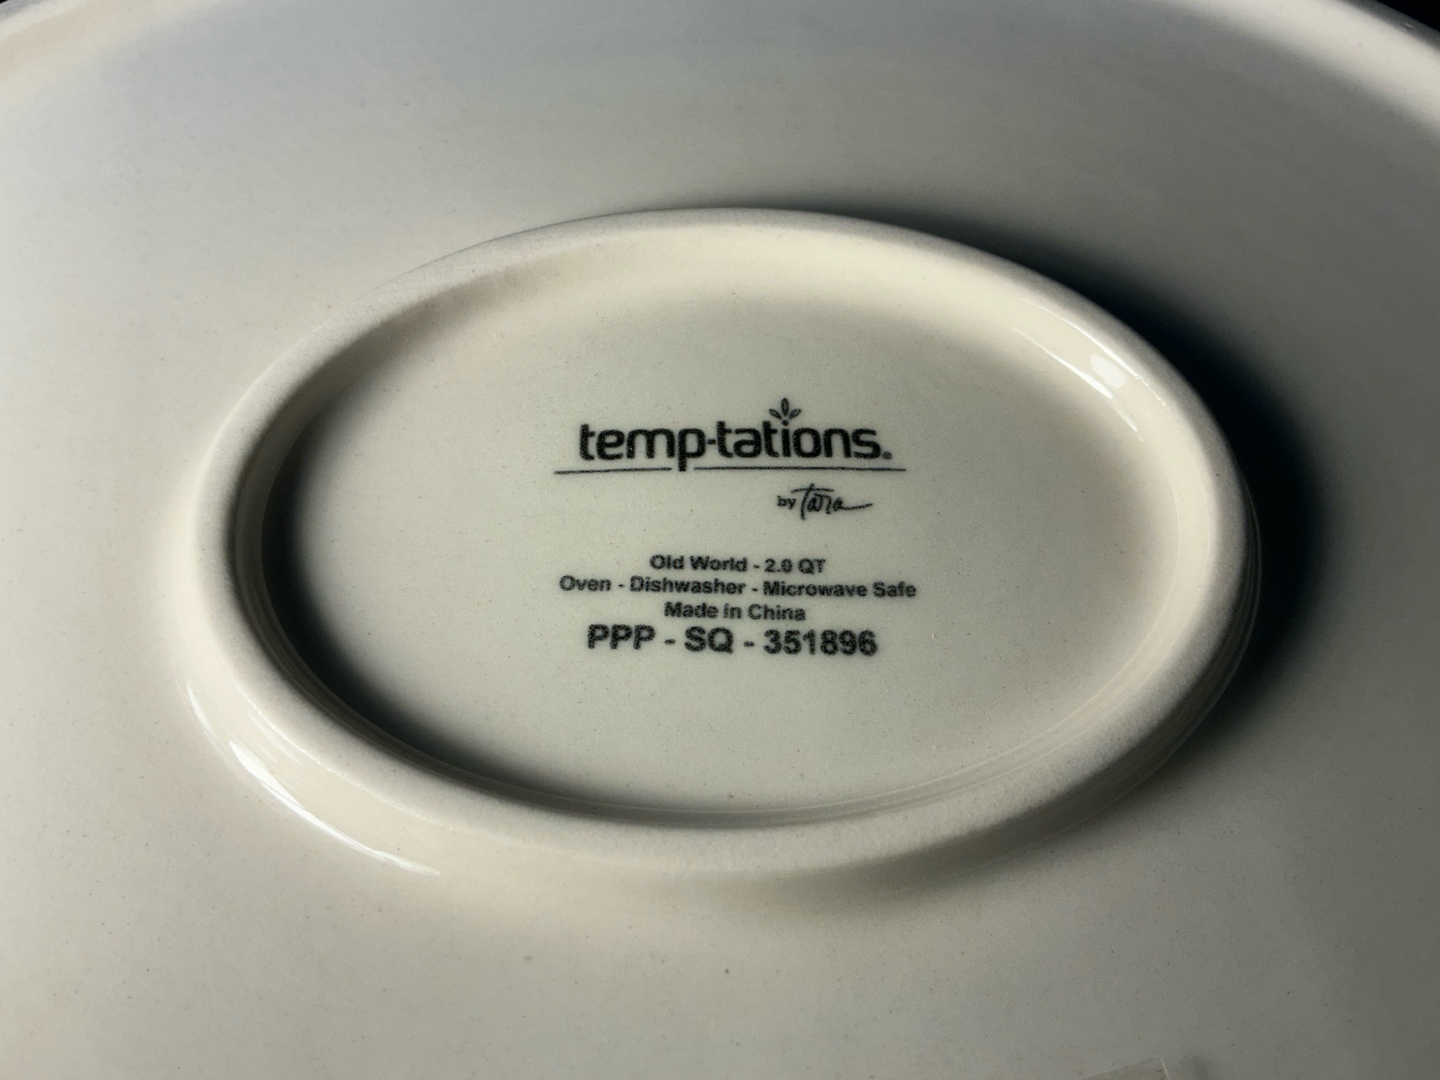 temp-tations.
by Tara
Old World - 2.0 QT
Oven - Dishwasher - Microwave Safe
Made in China
PPP - SQ - 351896